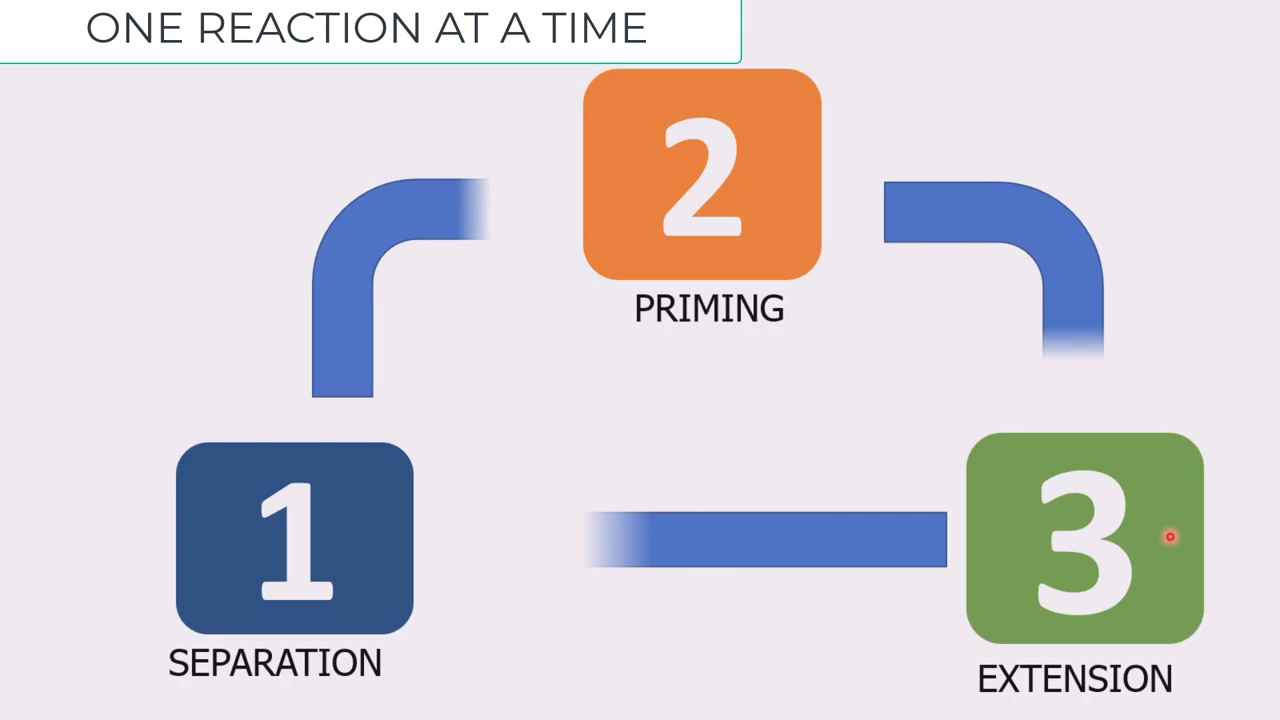 ONE REACTION AT A TIME
2
PRIMING
1
SEPARATION
3
EXTENSION